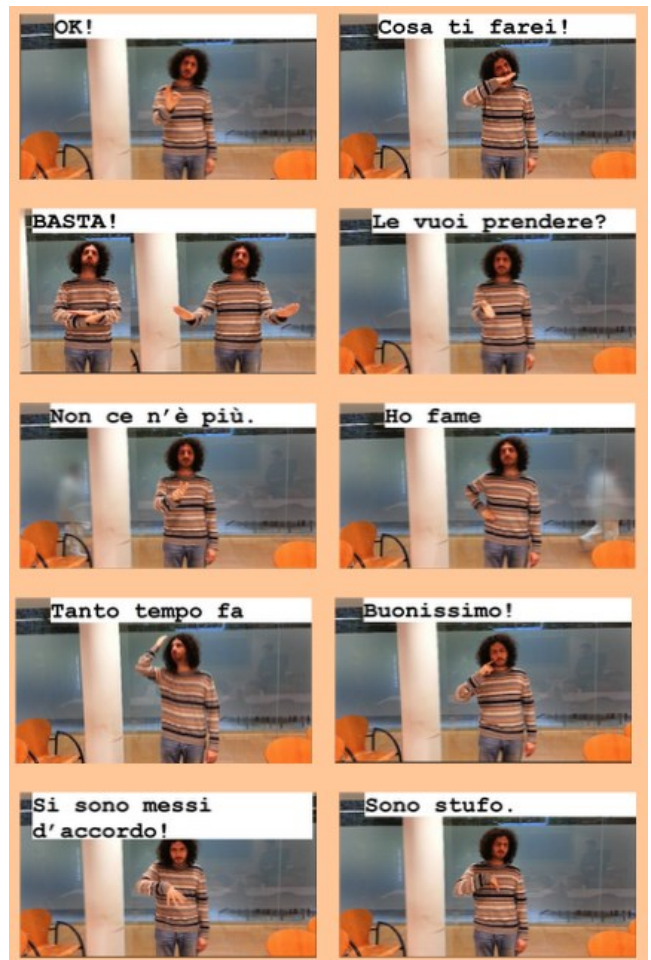 OK!
Cosa ti farei!
BASTA!
Le vuoi prendere?
Non ce n'è più.
Ho fame
Tanto tempo fa
Buonissimo!
Si sono messi
d'accordo!
Sono stufo.